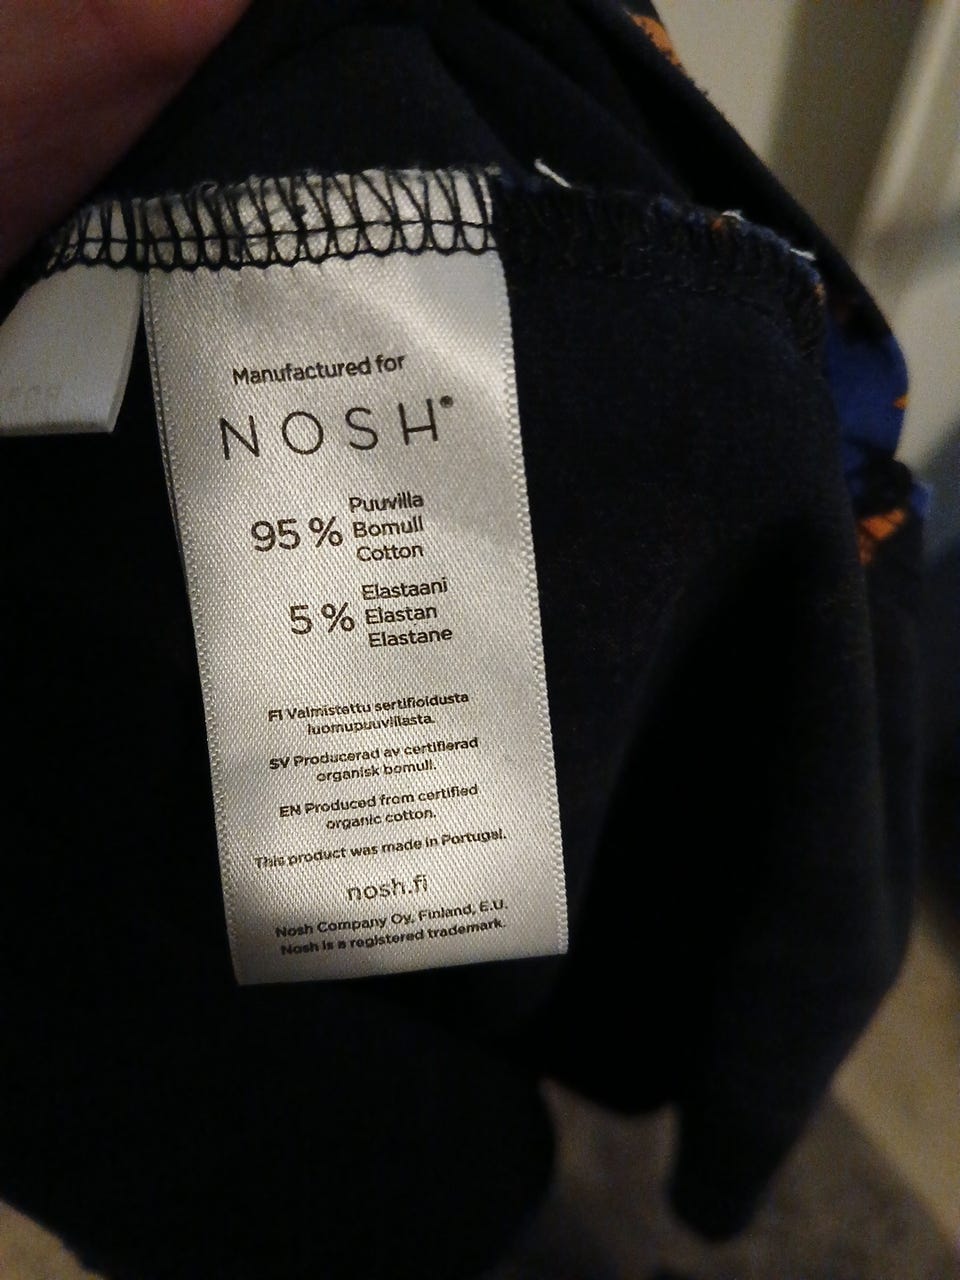 Manufactured for
NOSH®
95 % Puuvilla
Bomull
Cotton
5 % Elastaani
Elastan
Elastane
FI Valmistettu sertifioidusta
luomupuuvillasta.
SV Producerad av certifierad
organisk bomull.
EN Produced from certified
organic cotton.
This product was made in Portugal.
nosh.fi
Nosh Company Oy, Finland, E.U.
Nosh is a registered trademark.